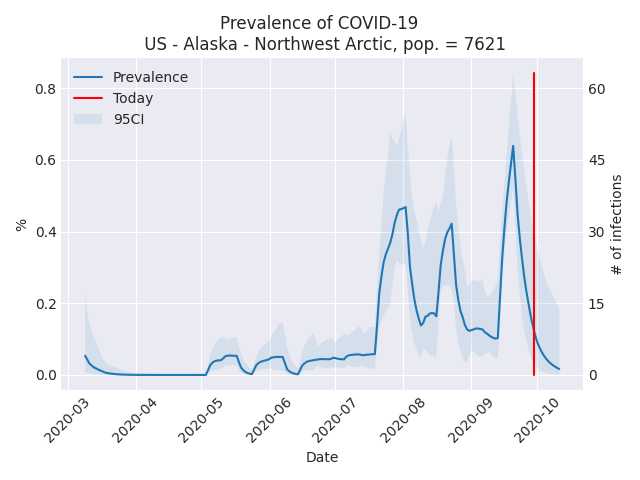 Prevalence of COVID-19
US - Alaska - Northwest Arctic, pop. = 7621
Prevalence
Today
95CI
0.8
0.6
0.4
0.2
0.0
%
60
45
30
15
0
# of infections
2020-03
2020-04
2020-05
2020-06
2020-07
2020-08
2020-09
2020-10
Date